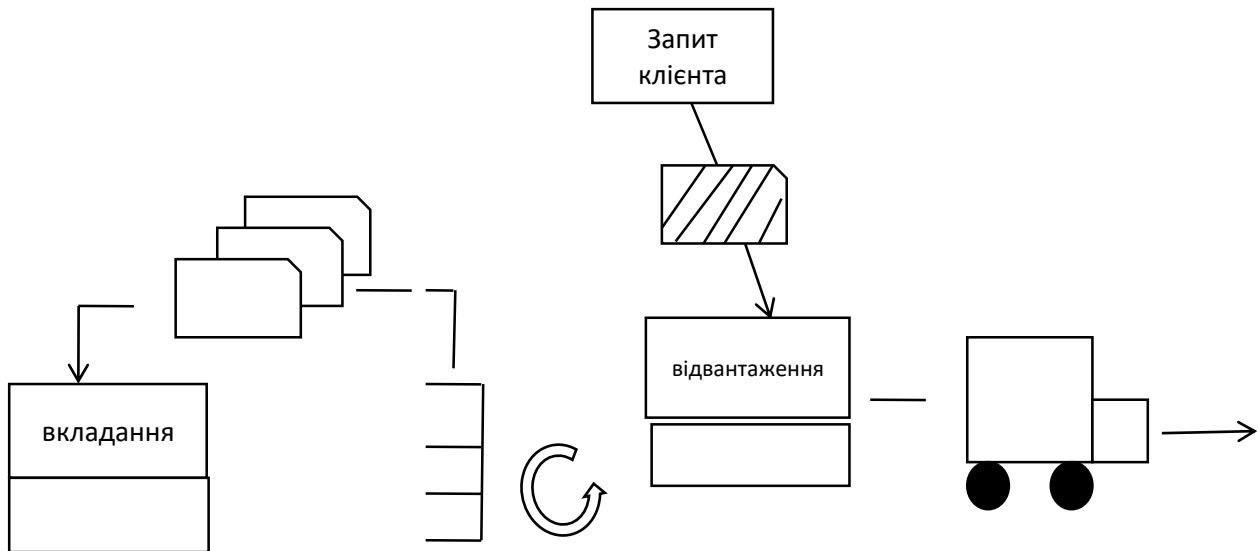 Запит
клієнта
відвантаження
вкладання